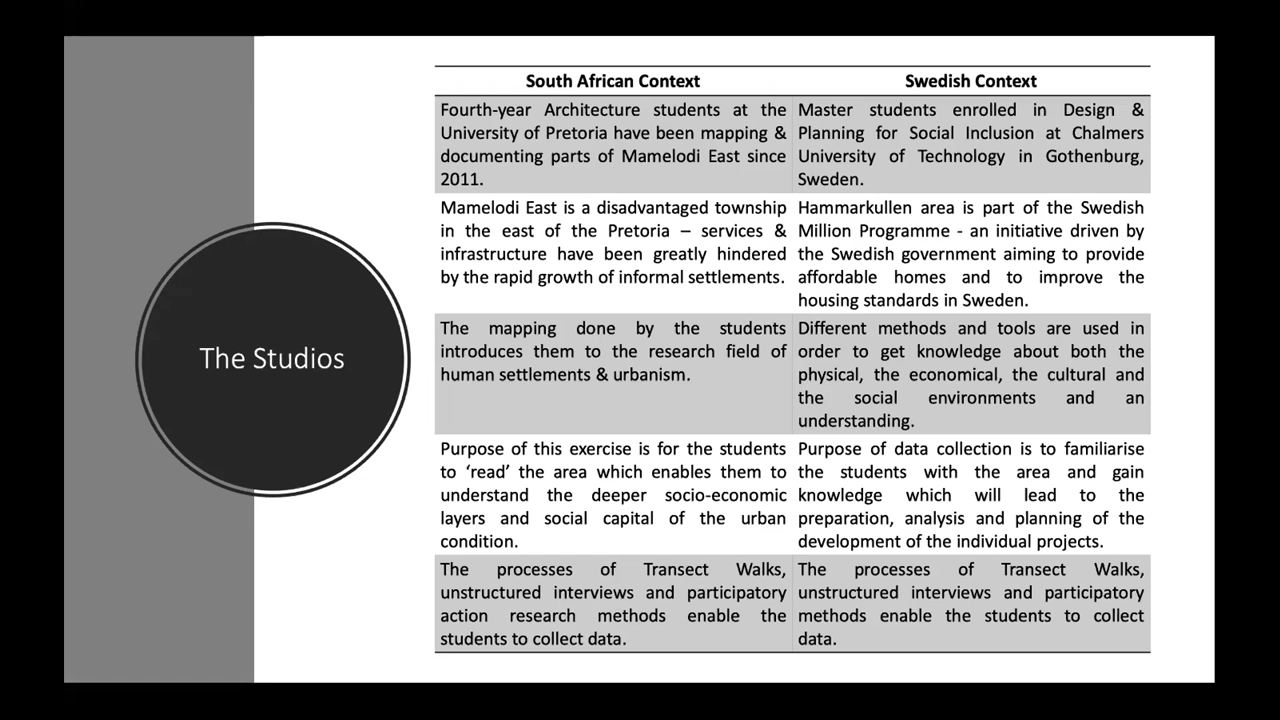 The Studios
South African Context
Swedish Context
Fourth-year Architecture students at the
University of Pretoria have been mapping &
documenting parts of Mamelodi East since
2011.
Master students enrolled in Design &
Planning for Social Inclusion at Chalmers
University of Technology in Gothenburg,
Sweden.
Mamelodi East is a disadvantaged township
in the east of the Pretoria – services &
infrastructure have been greatly hindered
by the rapid growth of informal settlements.
Hammarkullen area is part of the Swedish
Million Programme - an initiative driven by
the Swedish government aiming to provide
affordable homes and to improve the
housing standards in Sweden.
The mapping done by the students
introduces them to the research field of
human settlements & urbanism.
Different methods and tools are used in
order to get knowledge about both the
physical, the economical, the cultural and
the social environments and an
understanding.
Purpose of this exercise is for the students
to ‘read’ the area which enables them to
understand the deeper socio-economic
layers and social capital of the urban
condition.
Purpose of data collection is to familiarise
the students with the area and gain
knowledge which will lead to the
preparation, analysis and planning of the
development of the individual projects.
The processes of Transect Walks,
unstructured interviews and participatory
action research methods enable the
students to collect data.
The processes of Transect Walks,
unstructured interviews and participatory
methods enable the students to collect
data.